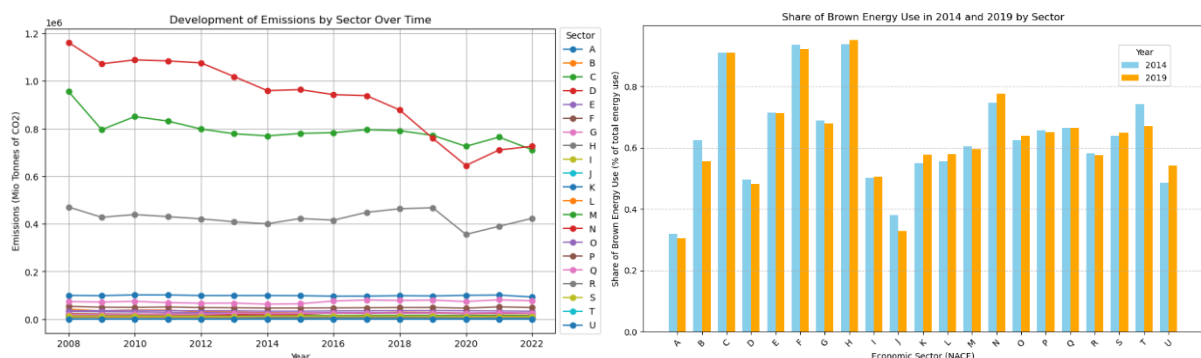 Development of Emissions by Sector Over Time
1e6
Emissions (Mio Tonnes of CO2)
1.2
1.0
0.8
0.6
0.4
0.2
0.0
2008
2010
2012
2014
2016
2018
2020
2022
Year
Sector
A
B
C
D
E
F
G
H
I
J
K
L
M
N
O
P
Q
R
S
T
U
Share of Brown Energy Use in 2014 and 2019 by Sector
Share of Brown Energy Use (% of total energy use)
0.8
0.6
0.4
0.2
0.0
Year
2014
2019
A
B
C
D
E
F
G
H
I
J
K
L
M
N
O
P
Q
R
S
T
U
Economic Sector (NACE)